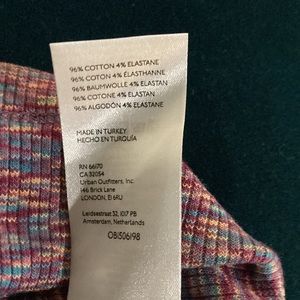 96% COTTON 4% ELASTANE
96% COTON 4% ÉLASTHANNE
96% BAUMWOLLE 4% ELASTAN
96% COTONE 4% ELASTAN
96% ALGODÓN 4% ELASTANE
MADE IN TURKEY
HECHO EN TURQUÍA
RN 66170
CA 32054
Urban Outfitters, Inc.
146 Brick Lane
LONDON, E1 6RU
Leidsestraat 32, 1017 PB
Amsterdam, Netherlands
OB1506198